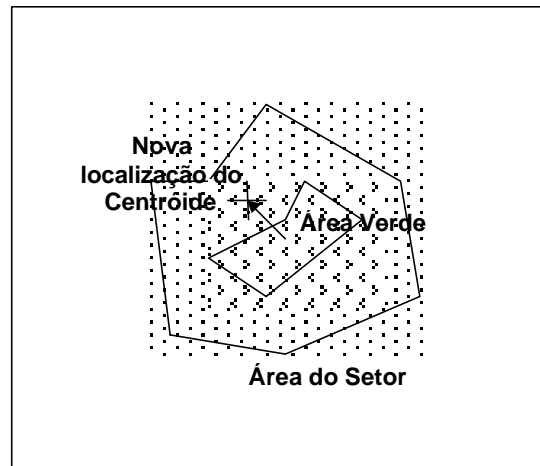 Nova
localização do
Centróide
Área Verde
Área do Setor